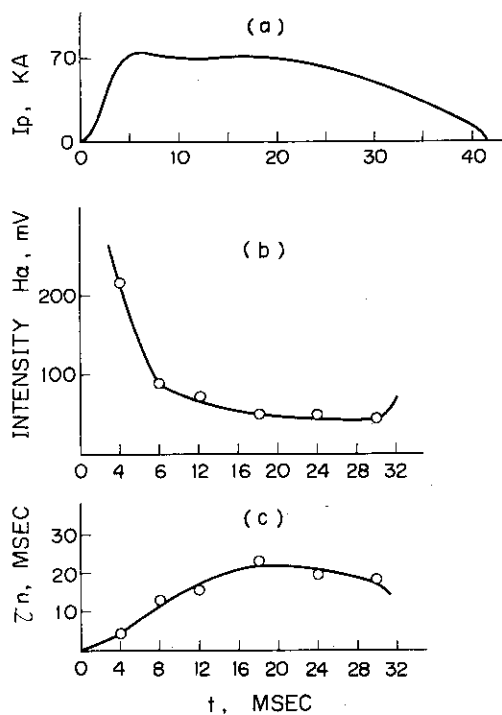 (a)
Ip, KA
70
0
0 10 20 30 40
(b)
INTENSITY Hα, mV
200
100
0 4 8 12 16 20 24 28 32
(c)
τn, MSEC
30
20
10
0 4 8 12 16 20 24 28 32
t, MSEC